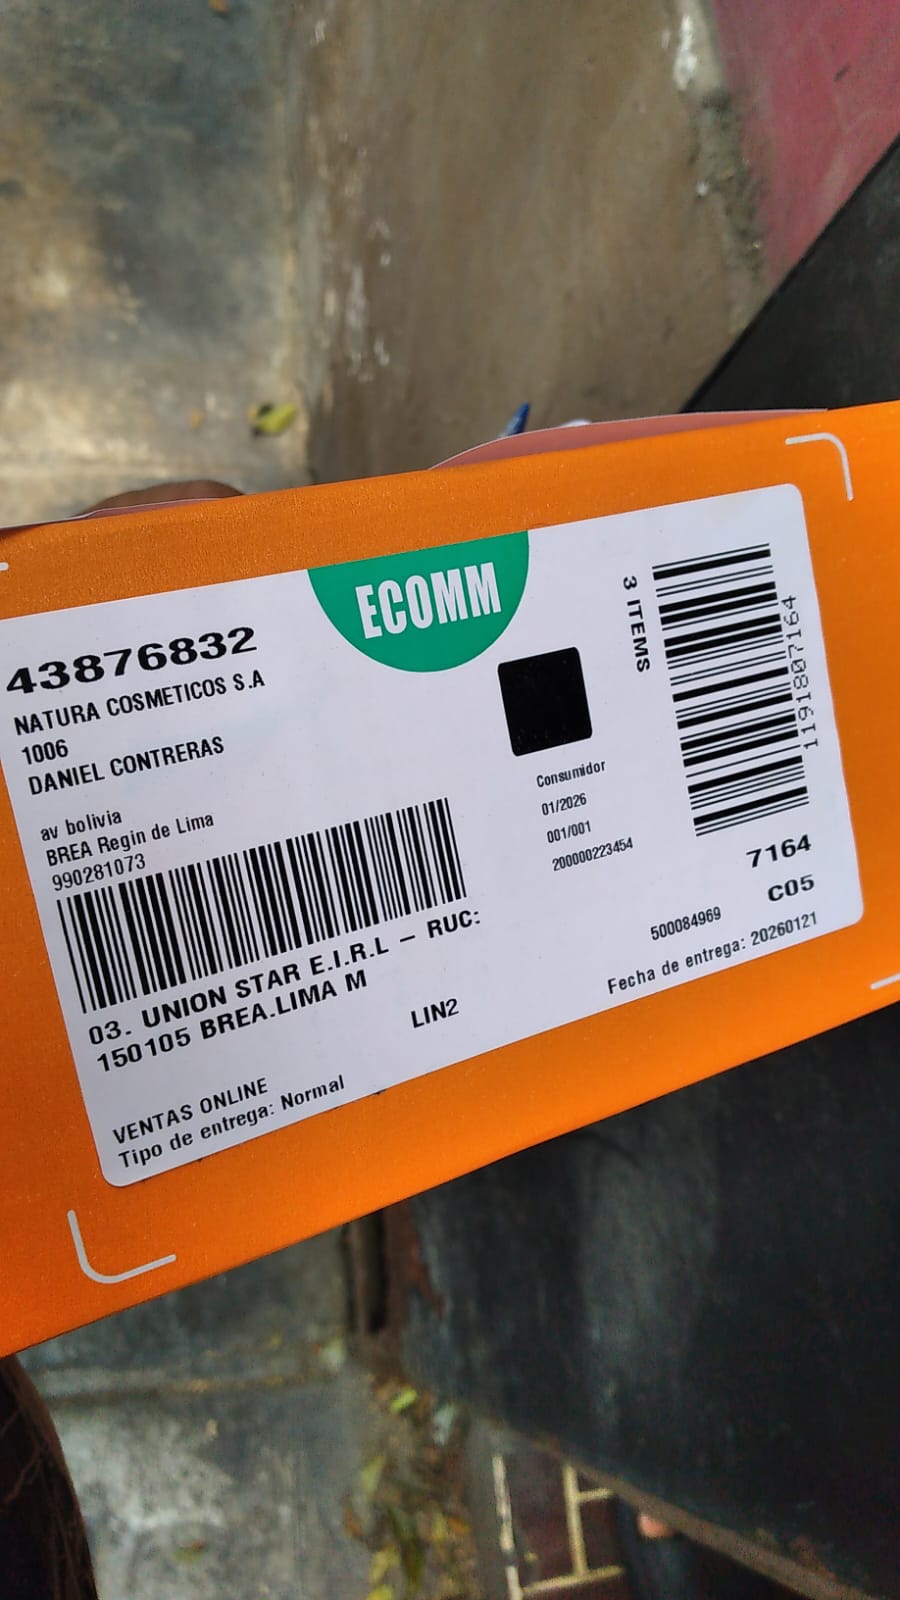 ECOMM
43876832
NATURA COSMETICOS S.A
1006
DANIEL CONTRERAS
av bolivia
BREA Regin de Lima
990281073
03. UNION STAR E.I.R.L – RUC:
150105 BREA.LIMA M
LIN2
VENTAS ONLINE
Tipo de entrega: Normal
3 ITEMS
1191807164
Consumidor
01/2026
001/001
200000223454
7164
C05
500084969
Fecha de entrega: 20260121